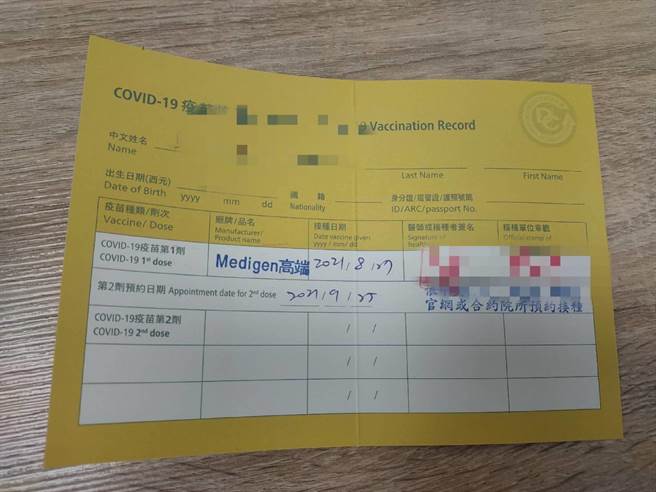 COVID-19 疫苗
Vaccination Record
中文姓名
Name
Last Name
First Name
出生日期(西元)
Date of Birth
yyyy
mm
dd
國 籍
Nationality
身分證/居留證/護照號碼
ID/ARC/passport No.
疫苗種類/劑次
Vaccine/ Dose
廠牌/品名
Manufacturer/
Product name
接種日期
Date vaccine given
yyyy / mm/ dd
醫師或接種者簽名
Signature of
接種單位章戳
Official stamp of
COVID-19疫苗第1劑
COVID-19 1st dose
Medigen高端
2021/8/27
第2劑預約日期 Appointment date for 2nd dose
2021/9/25
官網或合約院所預約接種
COVID-19疫苗第2劑
COVID-19 2nd dose
/ /
/ /
/ /